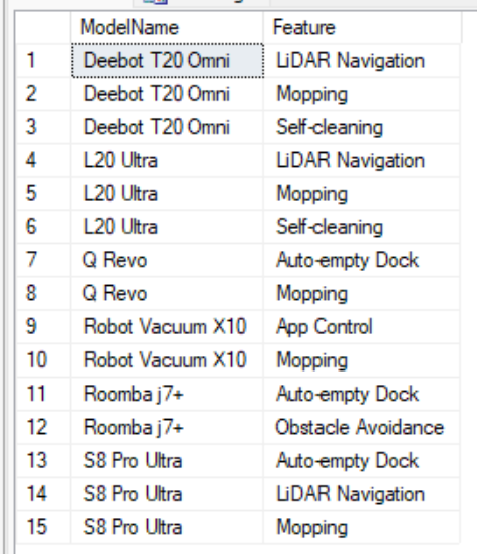 ModelName Feature
1 Deebot T20 Omni LiDAR Navigation
2 Deebot T20 Omni Mopping
3 Deebot T20 Omni Self-cleaning
4 L20 Ultra LiDAR Navigation
5 L20 Ultra Mopping
6 L20 Ultra Self-cleaning
7 Q Revo Auto-empty Dock
8 Q Revo Mopping
9 Robot Vacuum X10 App Control
10 Robot Vacuum X10 Mopping
11 Roomba j7+ Auto-empty Dock
12 Roomba j7+ Obstacle Avoidance
13 S8 Pro Ultra Auto-empty Dock
14 S8 Pro Ultra LiDAR Navigation
15 S8 Pro Ultra Mopping